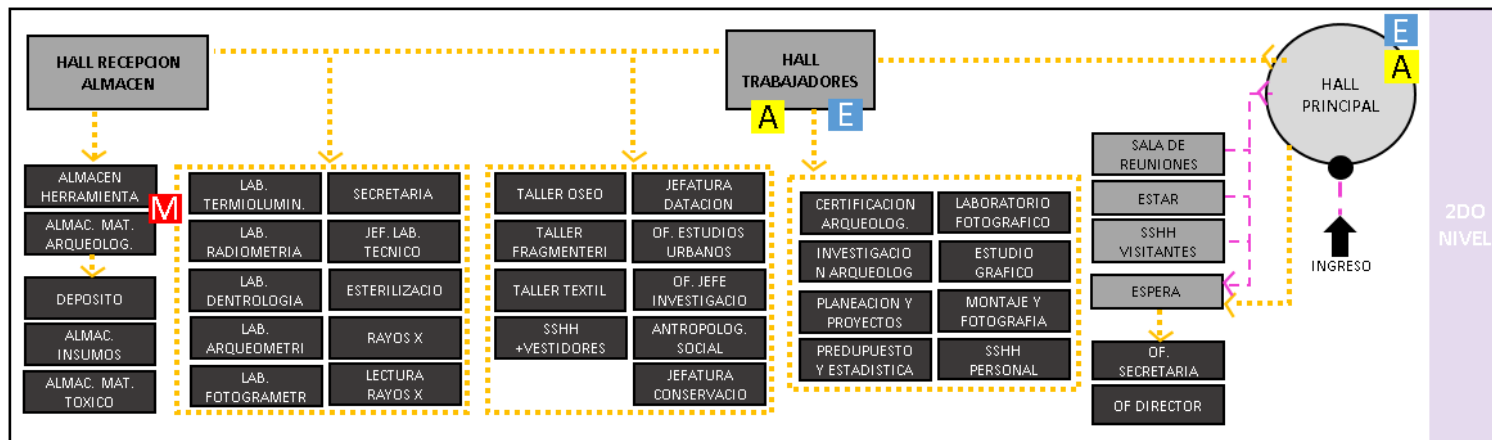 HALL RECEPCION
ALMACEN
ALMACEN
HERRAMIENTA
M
ALMAC. MAT.
ARQUEOLOG.
DEPOSITO
ALMAC.
INSUMOS
ALMAC. MAT.
TOXICO
LAB.
TERMIOLUMIN.
LAB.
RADIOMETRIA
LAB.
DENTROLOGIA
LAB.
ARQUEOMETRI
LAB.
FOTOGRAMETR
SECRETARIA
JEF. LAB.
TECNICO
ESTERILIZACIO
RAYOS X
LECTURA
RAYOS X
TALLER OSEO
TALLER
FRAGMENTERI
TALLER TEXTIL
SSHH
+VESTIDORES
JEFATURA
DATACION
OF. ESTUDIOS
URBANOS
OF. JEFE
INVESTIGACIO
ANTROPOLOG.
SOCIAL
JEFATURA
CONSERVACIO
HALL
TRABAJADORES
A
E
CERTIFICACION
ARQUEOLOG.
INVESTIGACIO
N ARQUEOLOG
PLANEACION Y
PROYECTOS
PREDUPUESTO
Y ESTADISTICA
LABORATORIO
FOTOGRAFICO
ESTUDIO
GRAFICO
MONTAJE Y
FOTOGRAFIA
SSHH
PERSONAL
E
A
HALL
PRINCIPAL
SALA DE
REUNIONES
ESTAR
SSHH
VISITANTES
ESPERA
OF.
SECRETARIA
OF DIRECTOR
INGRESO
2DO
NIVEL